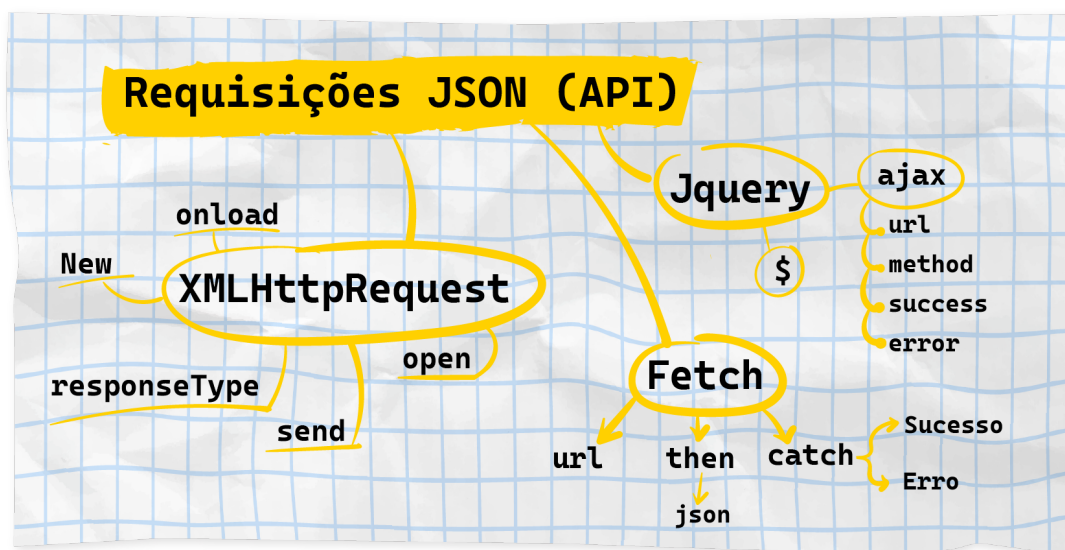 Requisições JSON (API)
Jquery
ajax
url
method
success
error
$
onload
New
XMLHttpRequest
open
responseType
send
Fetch
url
then
catch
Sucesso
Erro
json